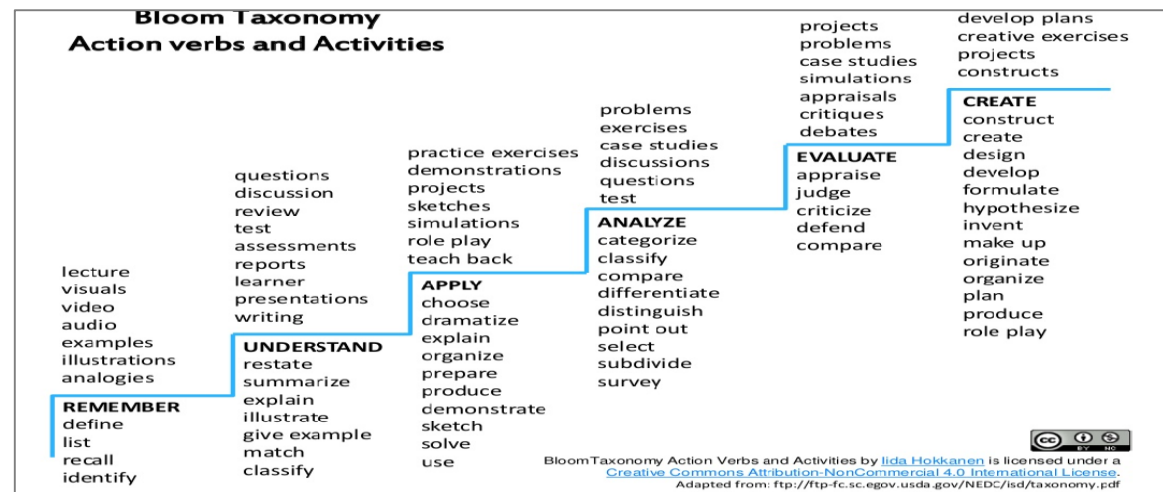 Bloom Taxonomy
Action verbs and Activities
lecture
visuals
video
audio
examples
illustrations
analogies
REMEMBER
define
list
recall
identify
questions
discussion
review
test
assessments
reports
learner
presentations
writing
UNDERSTAND
restate
summarize
explain
illustrate
give example
match
classify
practice exercises
demonstrations
projects
sketches
simulations
role play
teach back
APPLY
choose
dramatize
explain
organize
prepare
produce
demonstrate
sketch
solve
use
problems
exercises
case studies
discussions
questions
test
ANALYZE
categorize
classify
compare
differentiate
distinguish
point out
select
subdivide
survey
projects
problems
case studies
simulations
appraisals
critiques
debates
EVALUATE
appraise
judge
criticize
defend
compare
develop plans
creative exercises
projects
constructs
CREATE
construct
create
design
develop
formulate
hypothesize
invent
make up
originate
organize
plan
produce
role play
cc
BY NC
BloomTaxonomy Action Verbs and Activities by Iida Hokkanen is licensed under a
Creative Commons Attribution-NonCommercial 4.0 International License.
Adapted from: ftp://ftp-fc.sc.egov.usda.gov/NEDC/isd/taxonomy.pdf